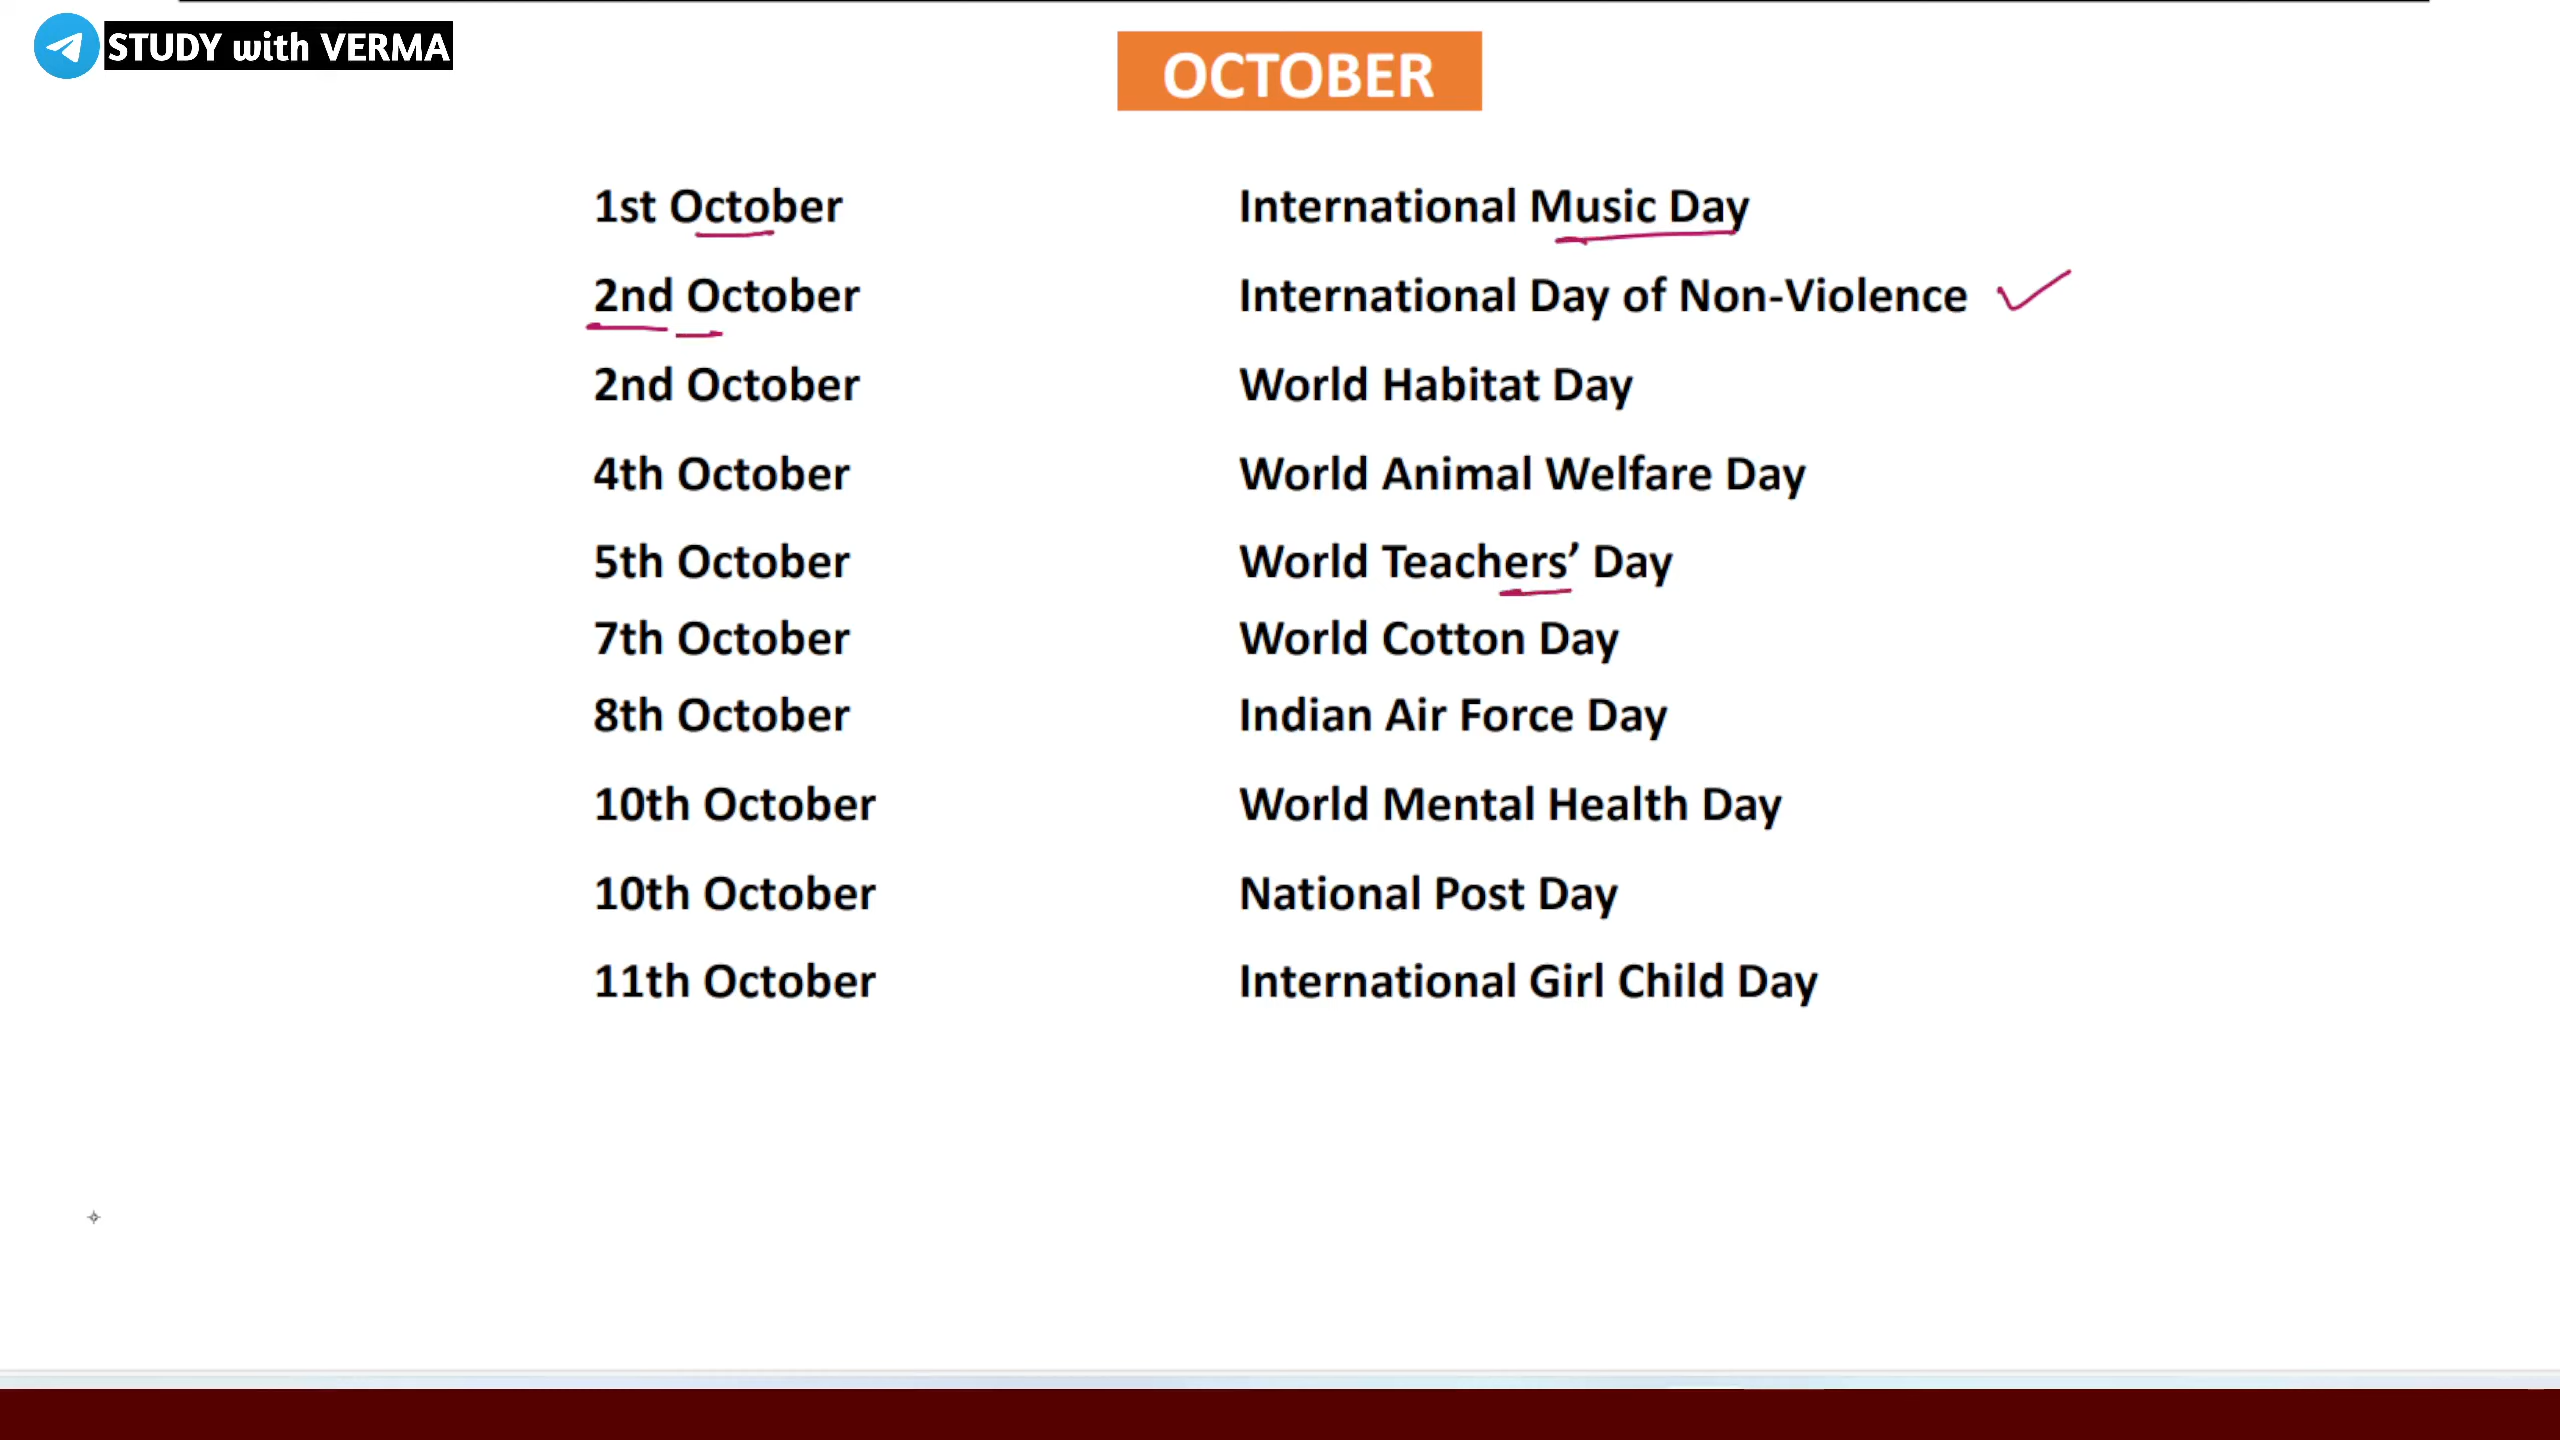 STUDY with VERMA
OCTOBER
1st October International Music Day
2nd October International Day of Non-Violence
2nd October World Habitat Day
4th October World Animal Welfare Day
5th October World Teachers’ Day
7th October World Cotton Day
8th October Indian Air Force Day
10th October World Mental Health Day
10th October National Post Day
11th October International Girl Child Day